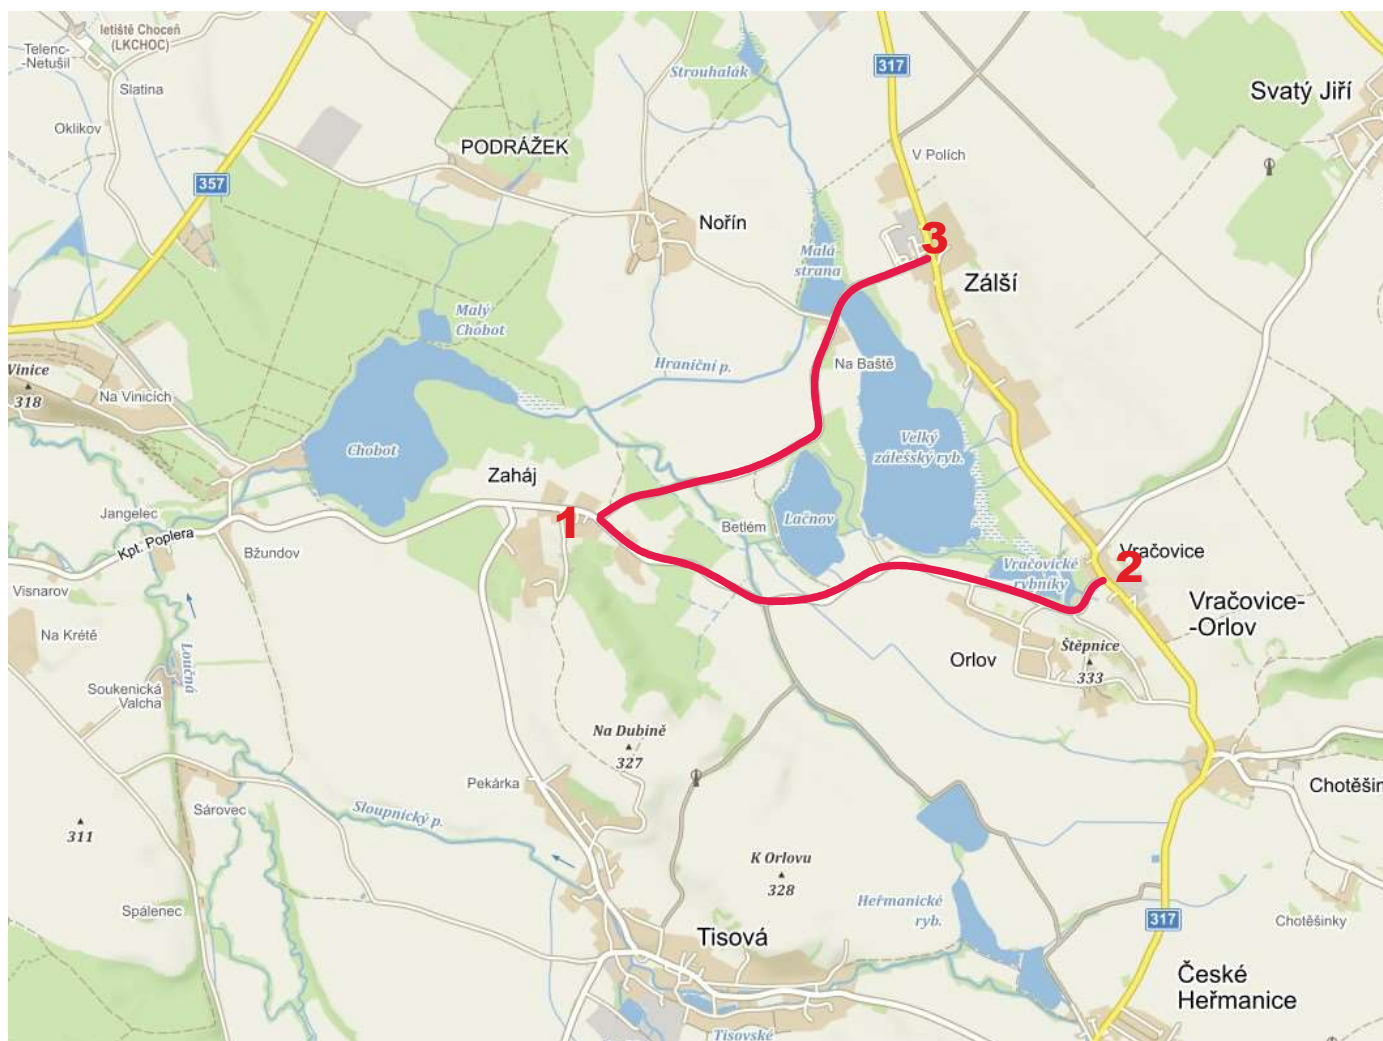 letiště Choceň
(LKCHOC)
Telenc-
-Netušil
Slatina
Oklikov
Strouhalák
317
Svatý Jiří
PODRÁŽEK
V Polích
357
Nořín
Malá
strana
3
Zálší
Malý
Chobot
Hraniční p.
Na Baště
Vinice
318
Na Vinicích
Chobot
Velký
zálešský ryb.
Zaháj
Jangelec
Kpt. Poplera
Bžundov
1
Betlém
Lačnov
Vračovice
2
Vračovické
rybníky
Visnarov
Vračovice-
-Orlov
Na Krétě
Loučná
Orlov
Štěpnice
333
Soukenická
Valcha
Na Dubině
327
Pekárka
Chotěšin
Sárovec
Sloupnický p.
311
K Orlovu
328
Heřmanické
ryb.
Spálenec
317
Chotěšinky
Tisová
České
Heřmanice
Tisovské